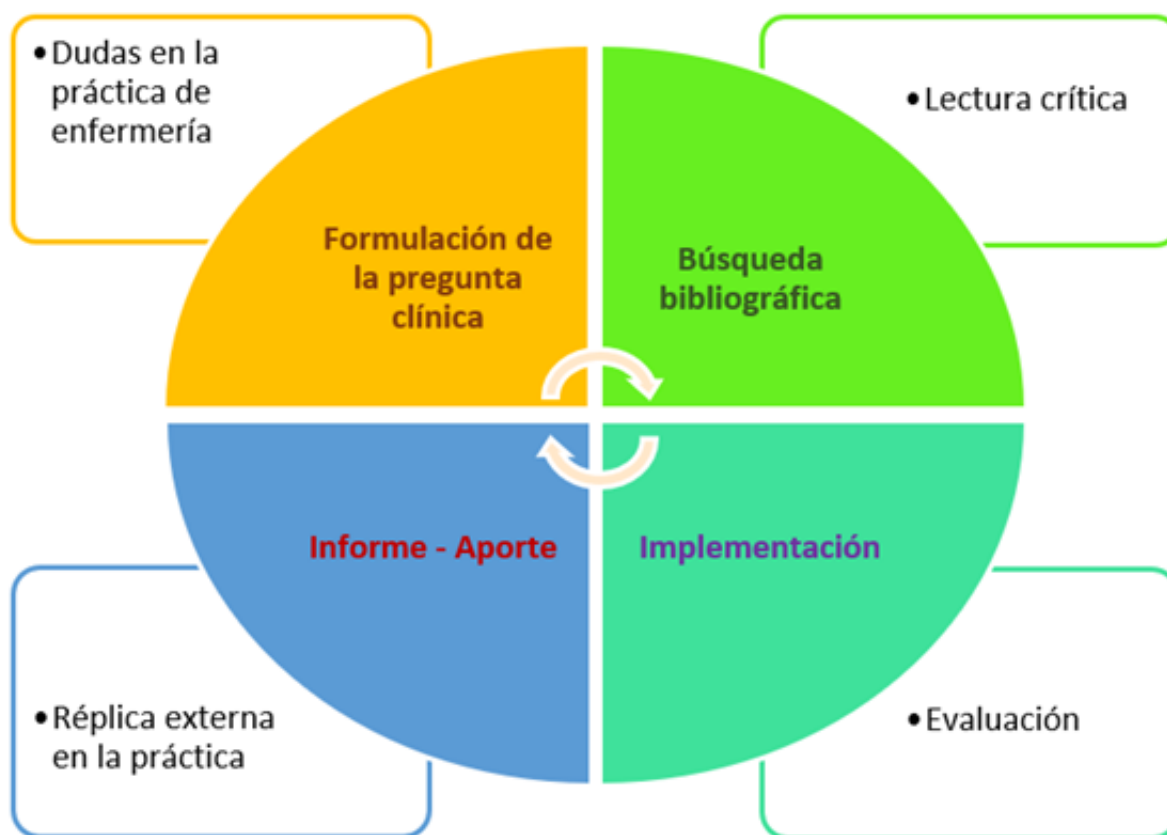 •Dudas en la
práctica de
enfermería
•Lectura crítica
Formulación de
la pregunta
clínica
Búsqueda
bibliográfica
Informe - Aporte
Implementación
•Réplica externa
en la práctica
•Evaluación